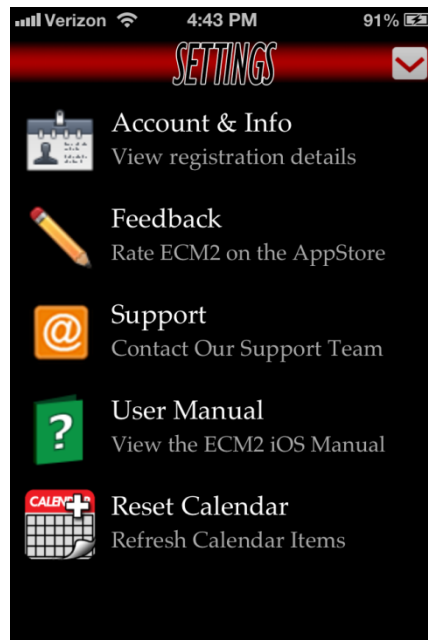 Verizon 4:43 PM 91%
SETTINGS
Account & Info
View registration details
Feedback
Rate ECM2 on the AppStore
@
Support
Contact Our Support Team
?
User Manual
View the ECM2 iOS Manual
CALENDAR
Reset Calendar
Refresh Calendar Items